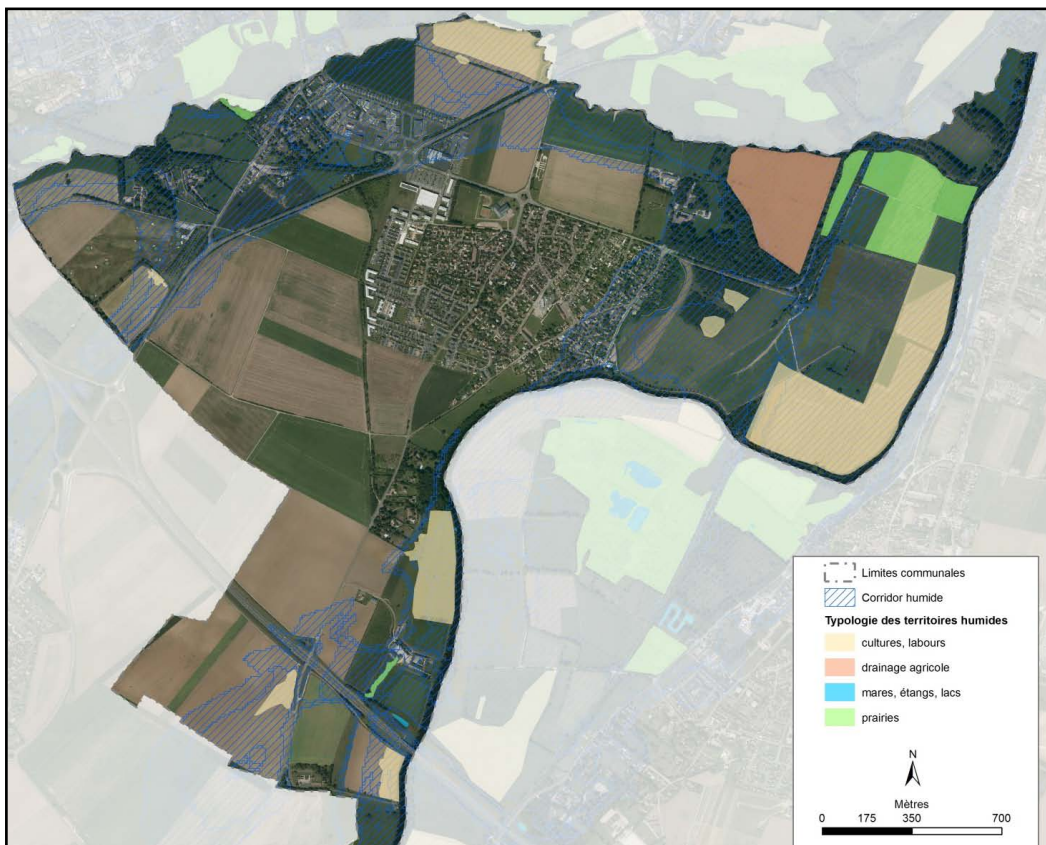 Limites communales
Corridor humide
Typologie des territoires humides
cultures, labours
drainage agricole
mares, étangs, lacs
prairies
N
Mètres
0 175 350 700